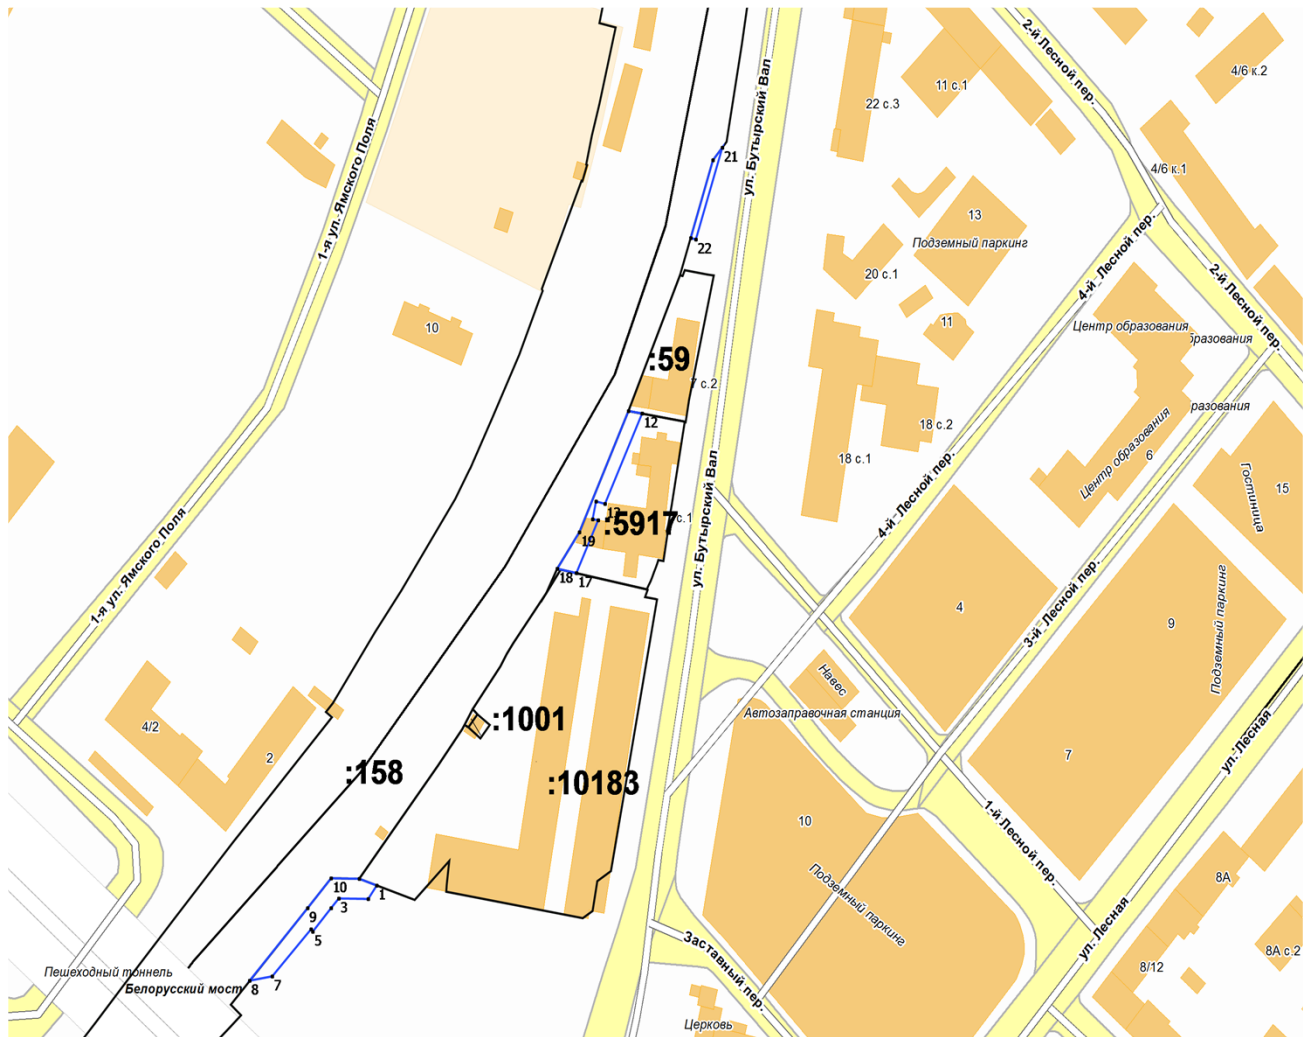 2-й Лесной пер.
4/6 к.2
11 с.1
22 с.3
ул. Бутырский Вал
1-я ул. Ямского Поля
21
4/6 к.1
13
Подземный паркинг
22
20 с.1
4-й Лесной пер.
2-й Лесной пер.
11
10
Центр образования
образования
:59
7 с.2
образования
12
18 с.2
Центр образования
18 с.1
6
4-й Лесной пер.
Гостиница
15
13
:5917
с.1
ул. Бутырский Вал
19
18
17
1-я ул. Ямского Поля
3-й Лесной пер.
4
9
Подземный паркинг
Навес
Автозаправочная станция
:1001
4/2
2
:158
:10183
7
ул. Лесная
10
1-й Лесной пер.
Подземный паркинг
8А
10
1
9
3
5
ул. Лесная
Заставный пер.
8А с.2
8/12
Пешеходный тоннель
Белорусский мост
8
7
Церковь